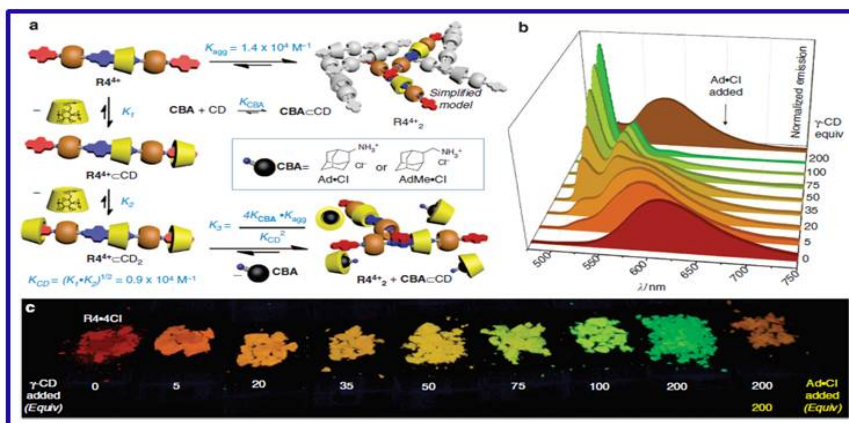 a
K_agg = 1.4 x 10⁴ M⁻¹
R4⁴⁺
Simplified model
R4⁴⁺₂
K₁
CBA + CD
K_CBA
CBA⊂CD
R4⁴⁺⊂CD
CBA=
NH₃⁺
Cl⁻
or
NH₃⁺
Cl⁻
Ad•Cl
AdMe•Cl
K₂
K₃ = 4K_CBA •K_agg
K_CD²
CBA
R4⁴⁺⊂CD₂
R4⁴⁺₂ + CBA⊂CD
K_CD = (K₁•K₂)¹/² = 0.9 x 10⁴ M⁻¹
b
Normalized emission
Ad•Cl
added
γ-CD
equiv
200
100
75
50
35
20
5
0
500
550
600
650
700
750
λ/ nm
c
R4•4Cl
γ-CD
added
(Equiv)
0
5
20
35
50
75
100
200
200
200
Ad•Cl
added
(Equiv)